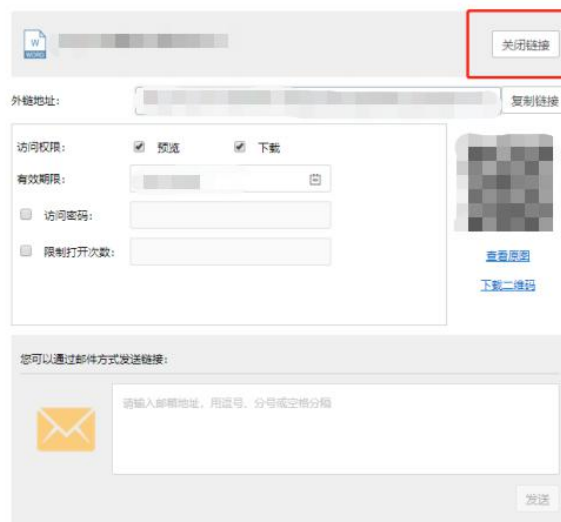 W
WORD
关闭链接
外链地址:
复制链接
访问权限:
预览
下载
有效期限:
访问密码:
限制打开次数:
查看原图
下载二维码
您可以通过邮件方式发送链接:
请输入邮箱地址，用逗号、分号或空格分隔
发送